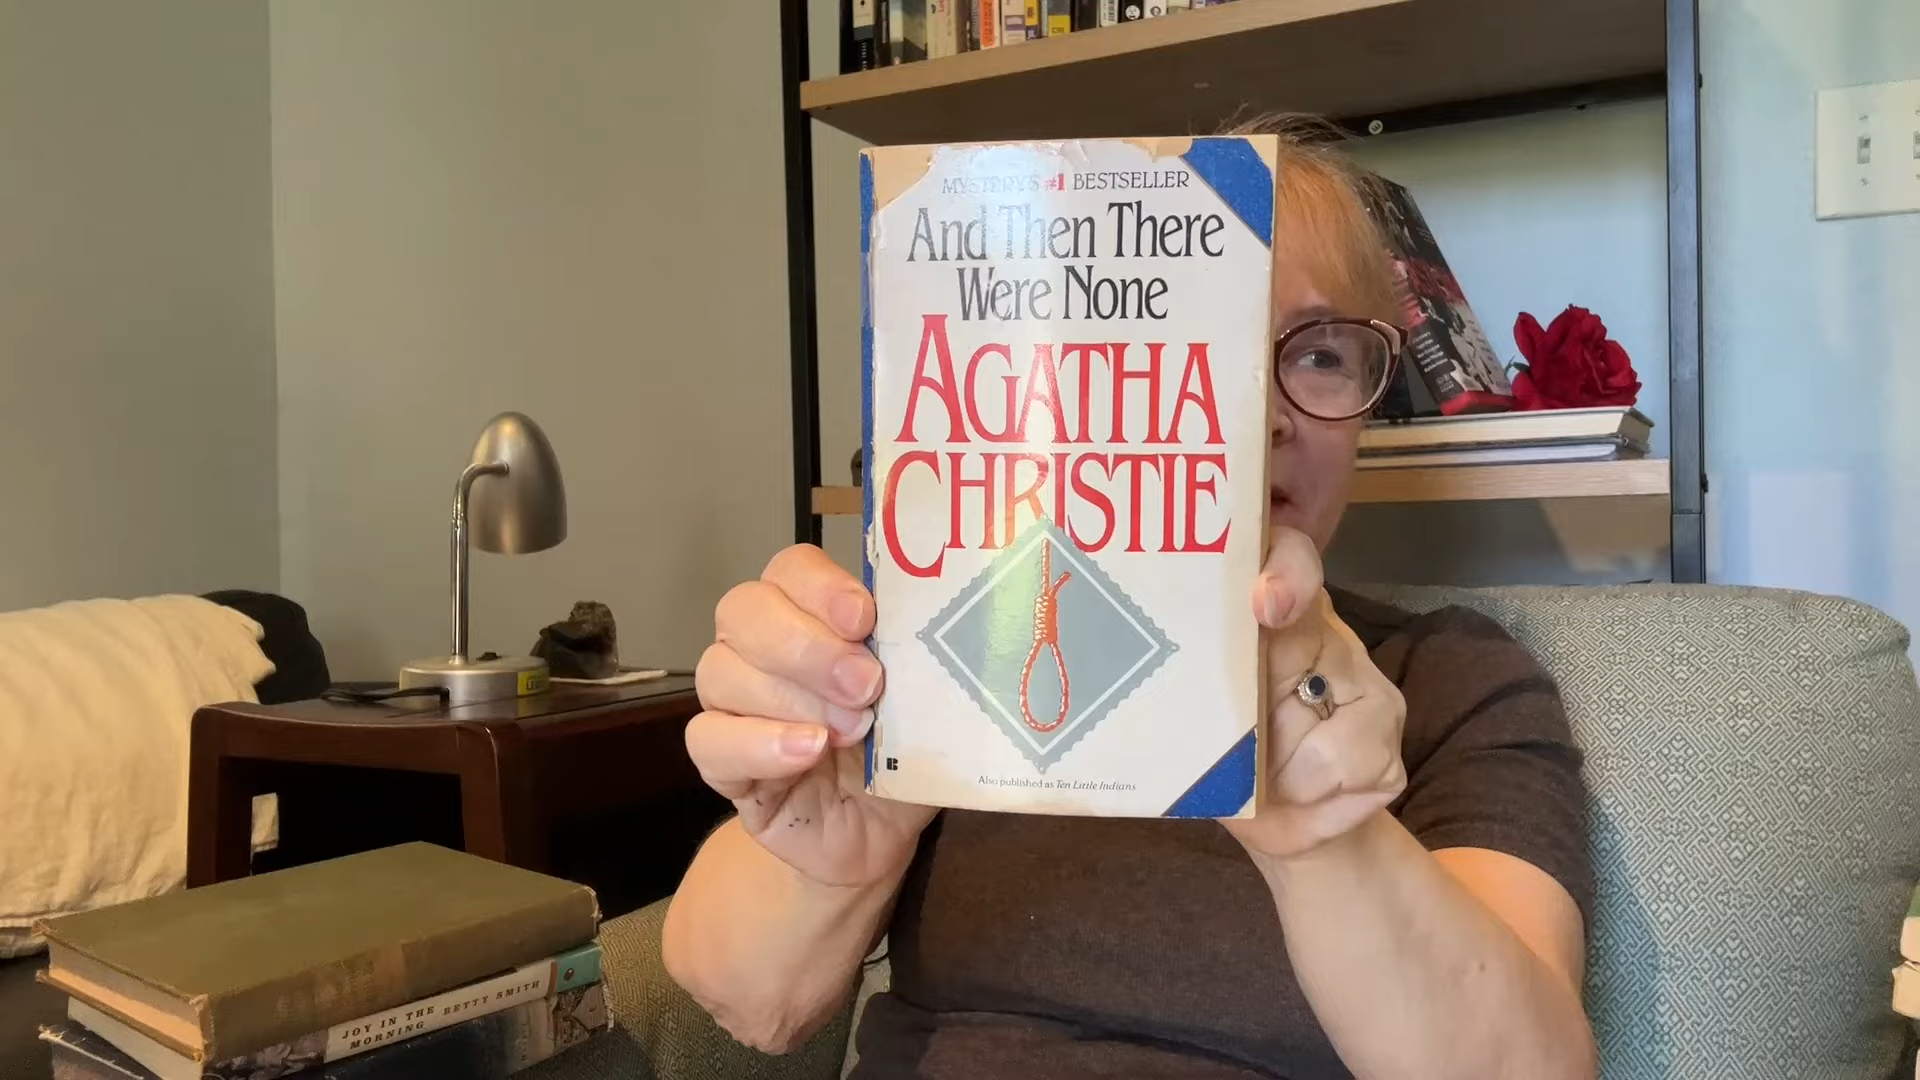 MYSTERY'S #1 BESTSELLER
And Then There
Were None
AGATHA
CHRISTIE
Also published as Ten Little Indians
JOY IN THE
MORNING
BETTY SMITH